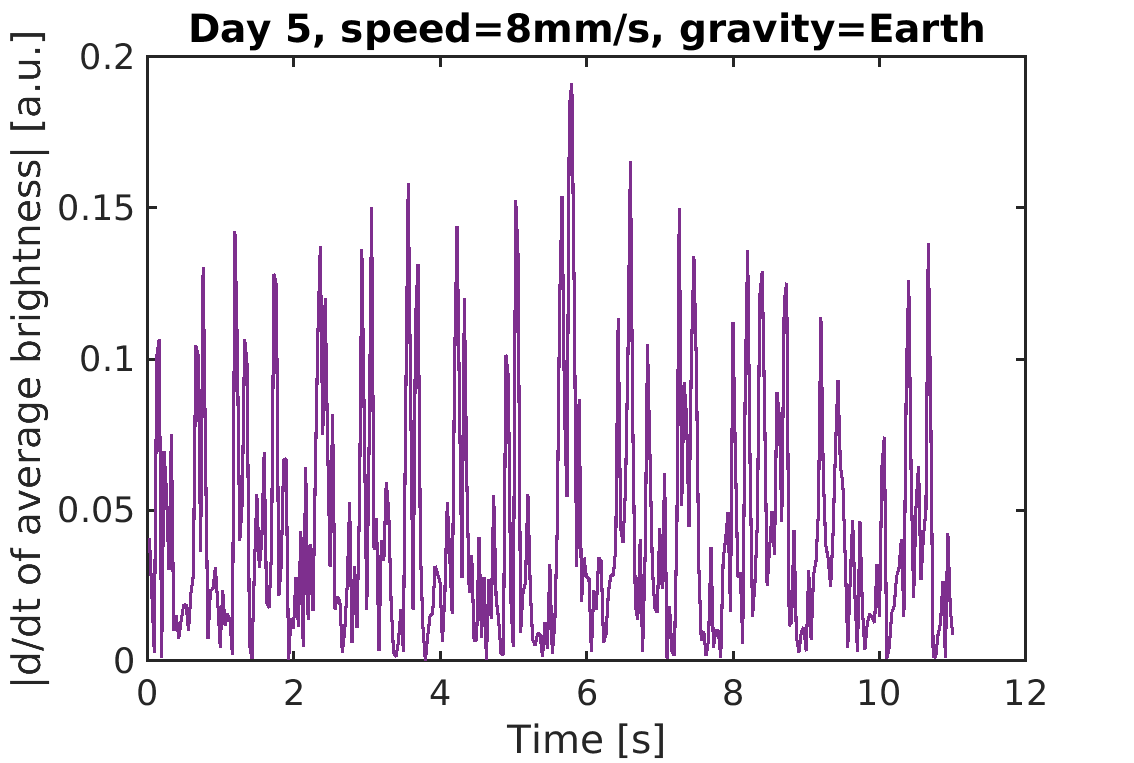 Day 5, speed=8mm/s, gravity=Earth
|d/dt of average brightness| [a.u.]
0.2
0.15
0.1
0.05
0
0 2 4 6 8 10 12
Time [s]